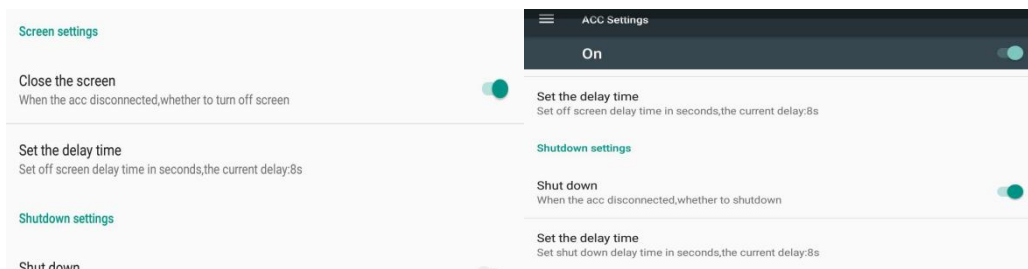 Screen settings
Close the screen
When the acc disconnected,whether to turn off screen
Set the delay time
Set off screen delay time in seconds,the current delay:8s
Shutdown settings
Shut down
ACC Settings
On
Set the delay time
Set off screen delay time in seconds,the current delay:8s
Shutdown settings
Shut down
When the acc disconnected,whether to shutdown
Set the delay time
Set shut down delay time in seconds,the current delay:8s